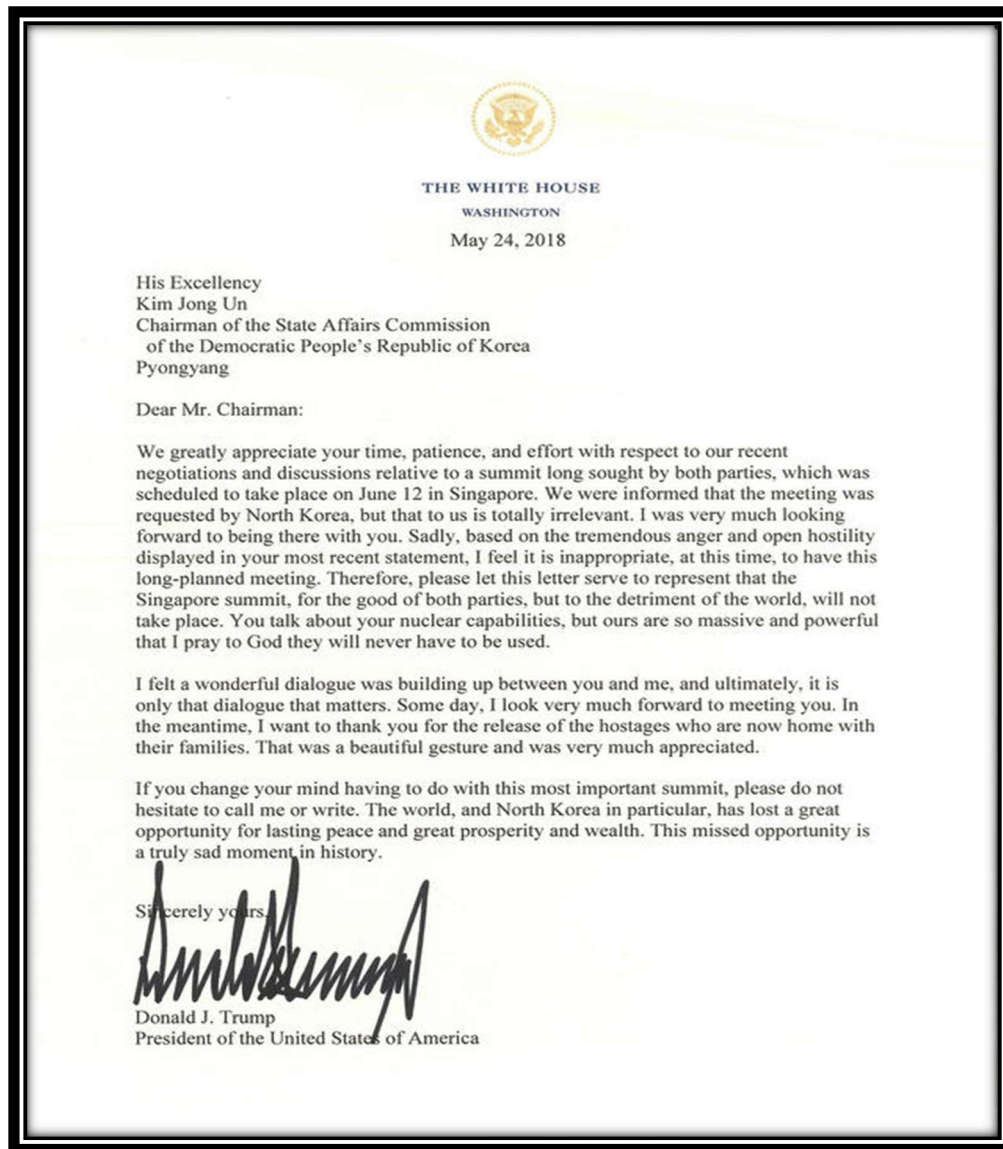 THE WHITE HOUSE
WASHINGTON
May 24, 2018
His Excellency
Kim Jong Un
Chairman of the State Affairs Commission
of the Democratic People's Republic of Korea
Pyongyang
Dear Mr. Chairman:
We greatly appreciate your time, patience, and effort with respect to our recent
negotiations and discussions relative to a summit long sought by both parties, which was
scheduled to take place on June 12 in Singapore. We were informed that the meeting was
requested by North Korea, but that to us is totally irrelevant. I was very much looking
forward to being there with you. Sadly, based on the tremendous anger and open hostility
displayed in your most recent statement, I feel it is inappropriate, at this time, to have this
long-planned meeting. Therefore, please let this letter serve to represent that the
Singapore summit, for the good of both parties, but to the detriment of the world, will not
take place. You talk about your nuclear capabilities, but ours are so massive and powerful
that I pray to God they will never have to be used.
I felt a wonderful dialogue was building up between you and me, and ultimately, it is
only that dialogue that matters. Some day, I look very much forward to meeting you. In
the meantime, I want to thank you for the release of the hostages who are now home with
their families. That was a beautiful gesture and was very much appreciated.
If you change your mind having to do with this most important summit, please do not
hesitate to call me or write. The world, and North Korea in particular, has lost a great
opportunity for lasting peace and great prosperity and wealth. This missed opportunity is
a truly sad moment in history.
Sincerely yours,
Donald J. Trump
President of the United States of America